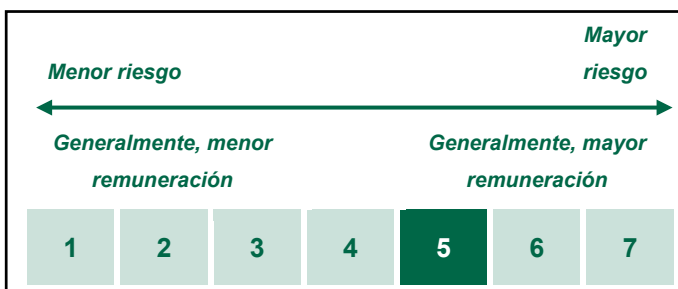 Mayor
Menor riesgo riesgo
Generalmente, menor Generalmente, mayor
remuneración remuneración
1 2 3 4 5 6 7